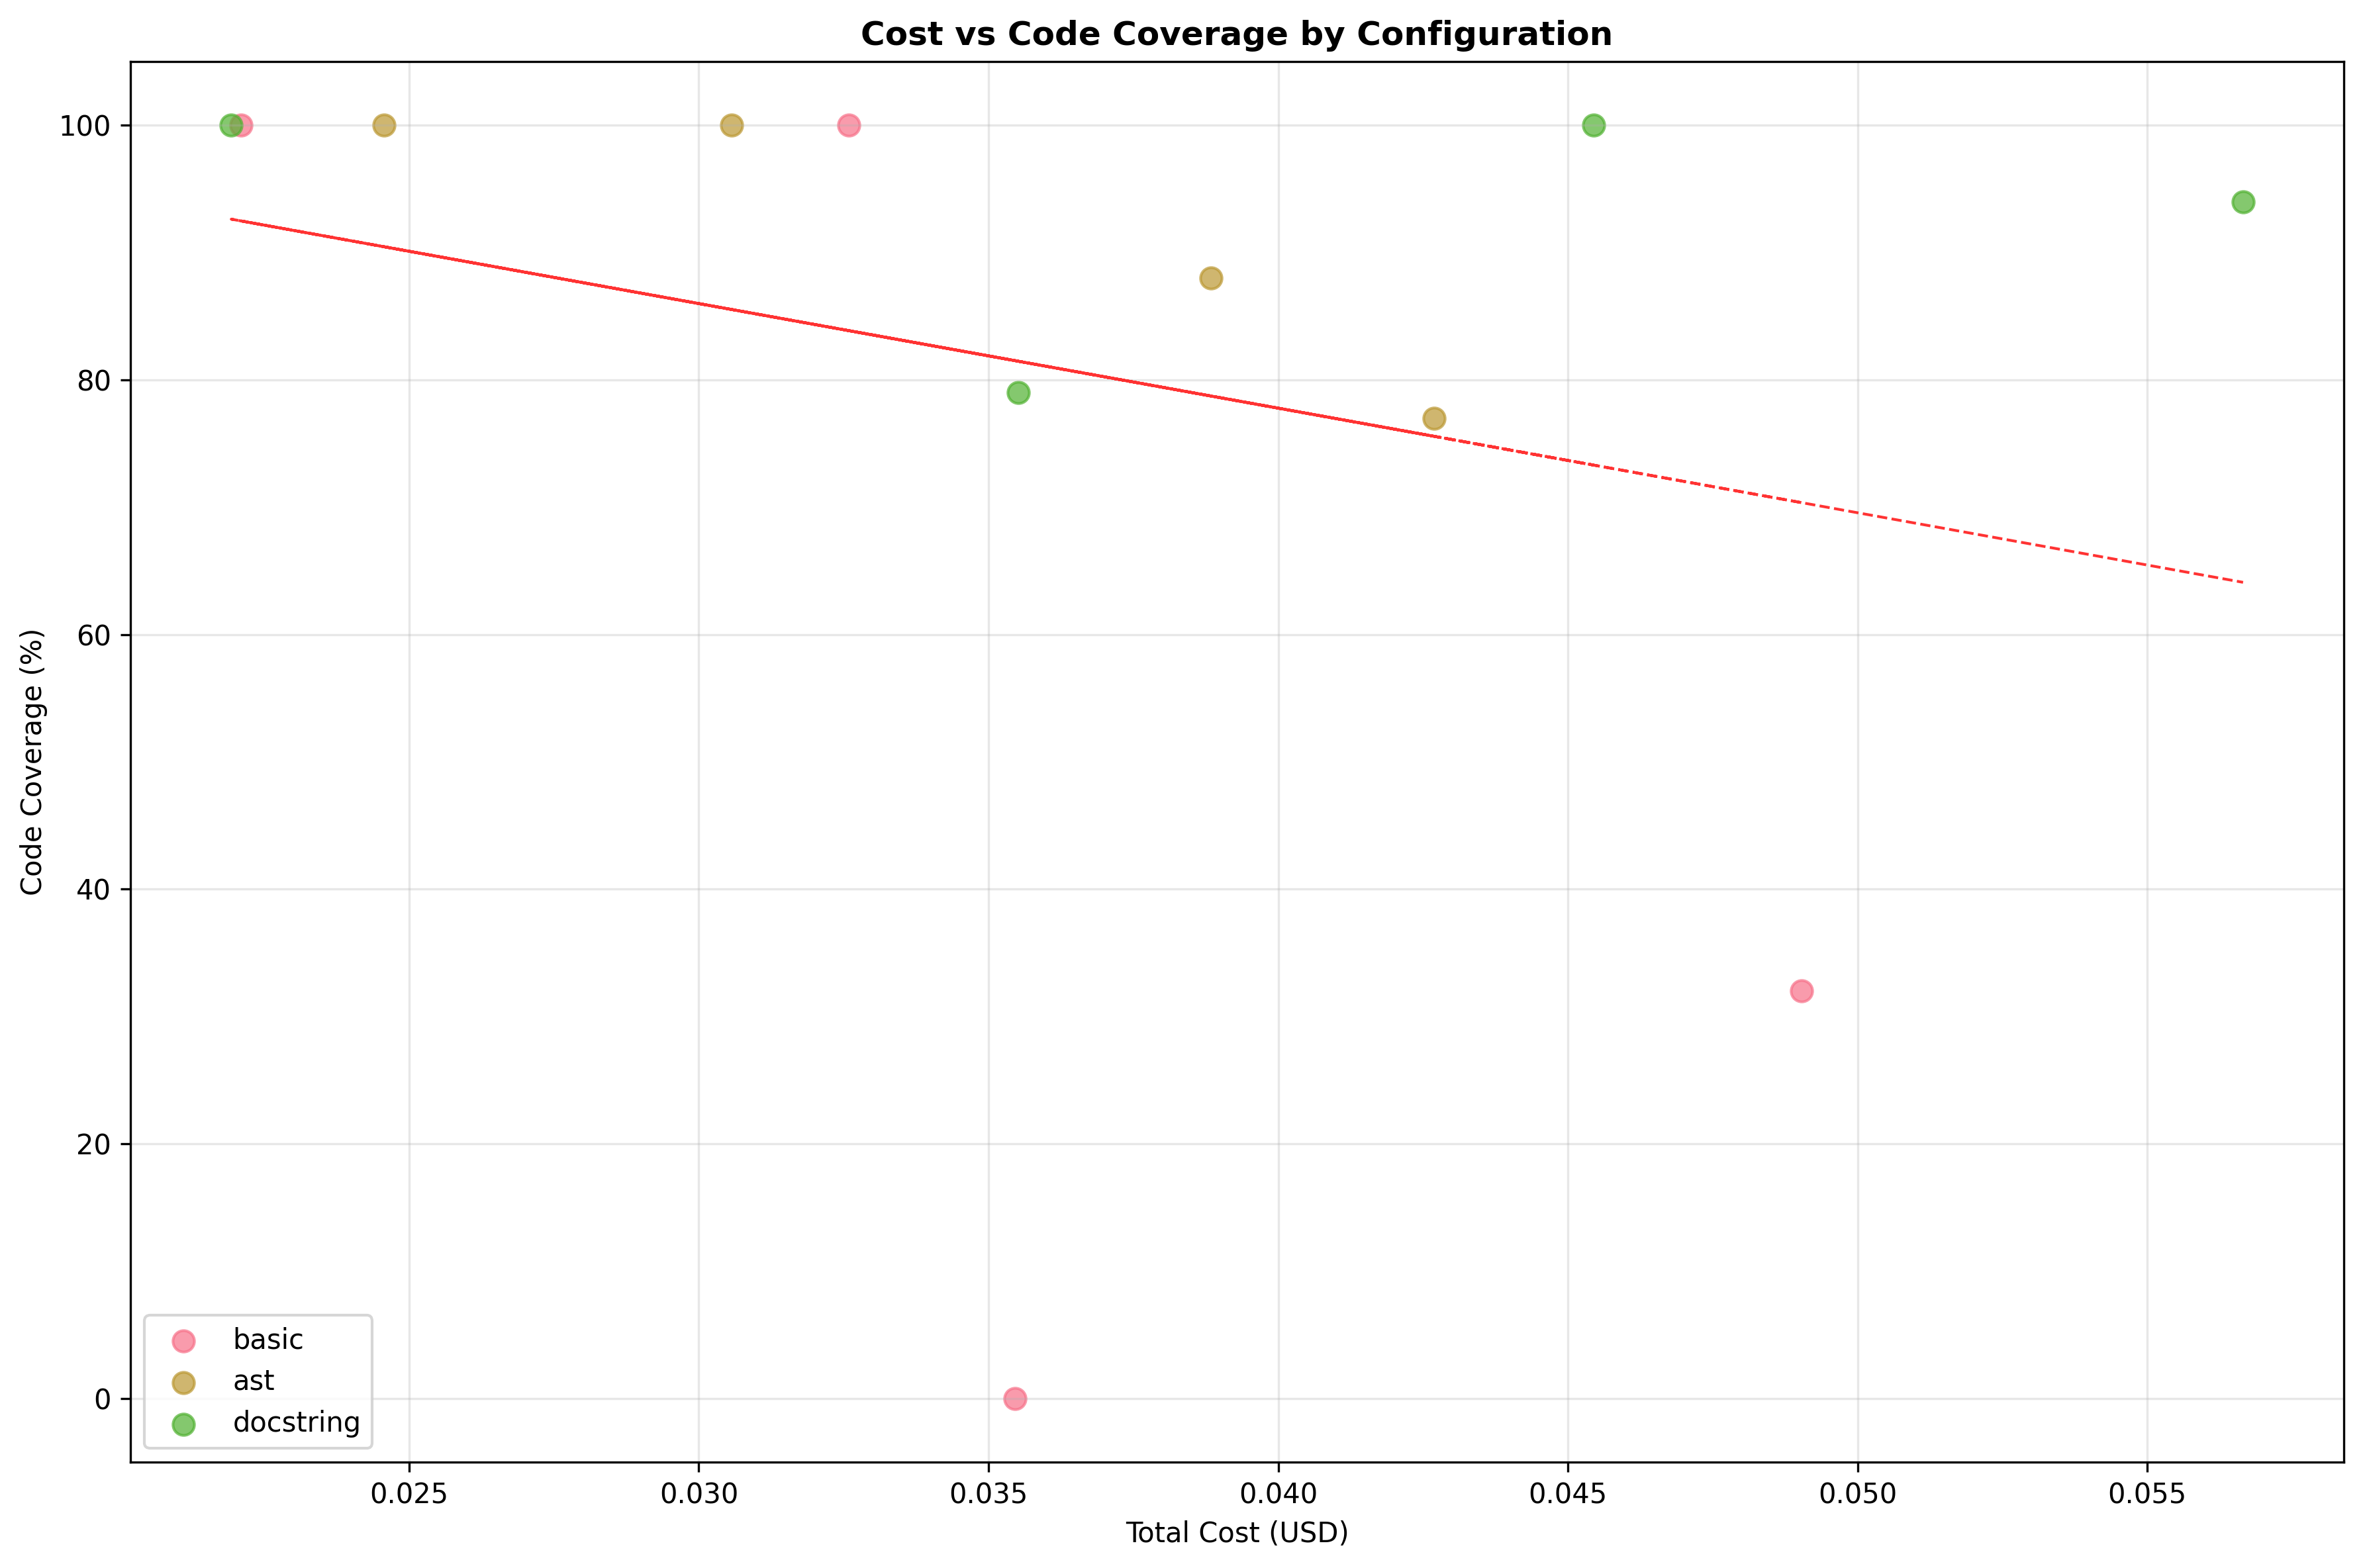 Cost vs Code Coverage by Configuration
Code Coverage (%)
100
80
60
40
20
0
basic
ast
docstring
0.025
0.030
0.035
0.040
0.045
0.050
0.055
Total Cost (USD)